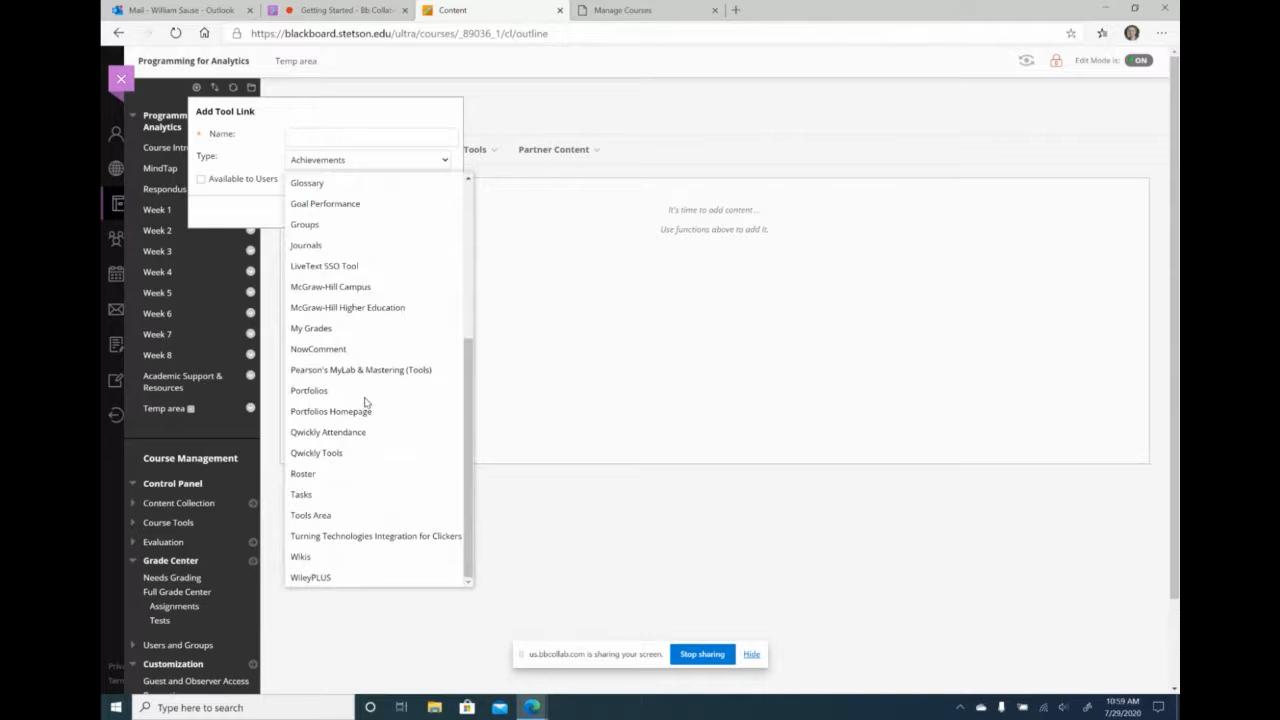 Mail - William Sause - Outlook
Getting Started - Bb Collab
Content
Manage Courses
https://blackboard.stetson.edu/ultra/courses/_89036_1/cl/outline
Programming for Analytics
Temp area
Edit Mode is:
ON
Add Tool Link
Name:
Type:
Achievements
Available to Users
Tools
Partner Content
Glossary
Goal Performance
Groups
Journals
LiveText SSO Tool
McGraw-Hill Campus
McGraw-Hill Higher Education
My Grades
NowComment
Pearson's MyLab & Mastering (Tools)
Portfolios
Portfolios Homepage
Qwickly Attendance
Qwickly Tools
Roster
Tasks
Tools Area
Turning Technologies Integration for Clickers
Wikis
WileyPLUS
It's time to add content...
Use functions above to add it.
Analytics
MindTap
Respondus
Week 1
Week 2
Week 3
Week 4
Week 5
Week 6
Week 7
Week 8
Academic Support &
Resources
Temp area
Course Management
Control Panel
Content Collection
Course Tools
Evaluation
Grade Center
Needs Grading
Full Grade Center
Assignments
Tests
Users and Groups
Customization
Guest and Observer Access
us.bbcollab.com is sharing your screen.
Stop sharing
Hide
Type here to search
10:59 AM
7/29/2020